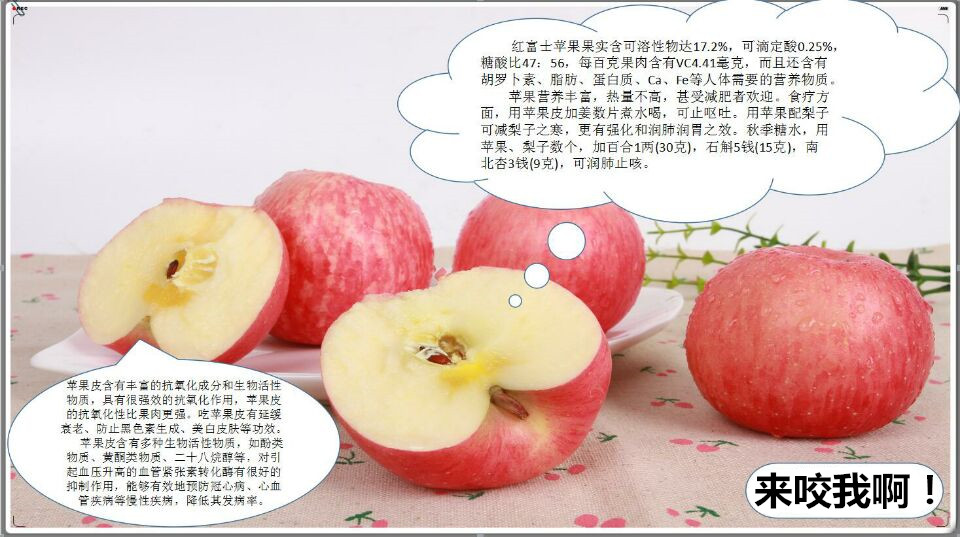 红富士苹果果实含可溶性物达17.2%，可滴定酸0.25%，
糖酸比47：56，每百克果肉含有VC4.41毫克，而且还含有
胡罗卜素、脂肪、蛋白质、Ca、Fe等人体需要的营养物质。
苹果营养丰富，热量不高，甚受减肥者欢迎。食疗方
面，用苹果皮加姜数片煮水喝，可止呕吐。用苹果配梨子
可减梨子之寒，更有强化和润肺润胃之效。秋季糖水，用
苹果、梨子数个，加百合1两(30克)，石斛5钱(15克)，南
北杏3钱(9克)，可润肺止咳。
苹果皮含有丰富的抗氧化成分和生物活性
物质，具有很强效的抗氧化作用，苹果皮
的抗氧化性比果肉更强。吃苹果皮有延缓
衰老、防止黑色素生成、美白皮肤等功效。
苹果皮含有多种生物活性物质，如酚类
物质、黄酮类物质、二十八烷醇等，对引
起血压升高的血管紧张素转化酶有很好的
抑制作用，能够有效地预防冠心病、心血
管疾病等慢性疾病，降低其发病率。
来咬我啊！